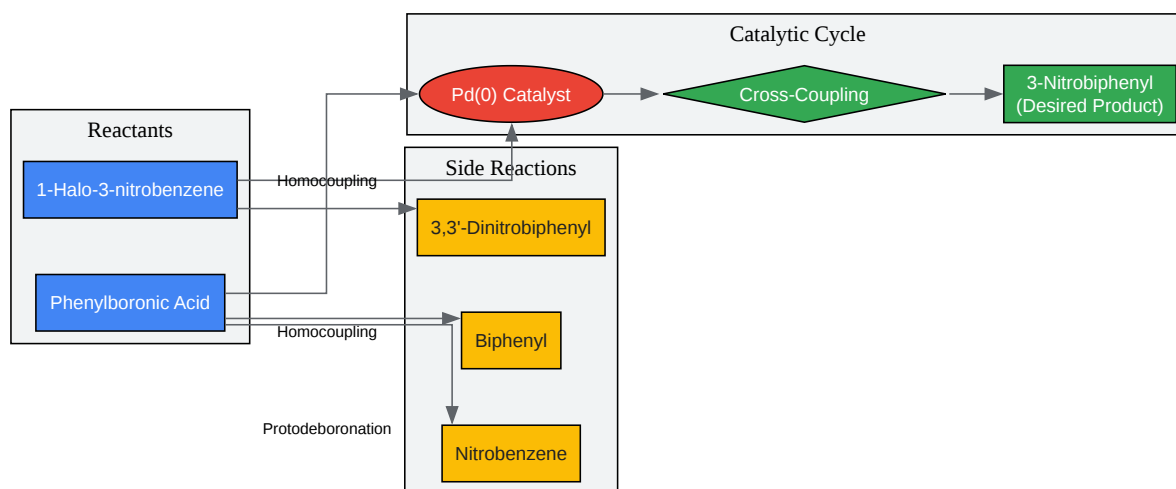 Catalytic Cycle
Pd(0) Catalyst
Cross-Coupling
3-Nitrobiphenyl
(Desired Product)
Reactants
1-Halo-3-nitrobenzene
Phenylboronic Acid
Homocoupling
Homocoupling
Protodeboronation
Side Reactions
3,3'-Dinitrobiphenyl
Biphenyl
Nitrobenzene